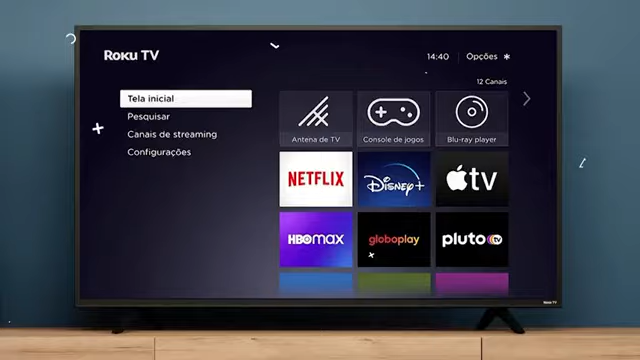 Roku TV
14:40
Opções
12 Canais
Tela inicial
Pesquisar
Canais de streaming
Configurações
Antena de TV
Console de jogos
Blu-ray player
NETFLIX
Disney+
tv
HBOmax
globoplay
pluto tv
Roku TV